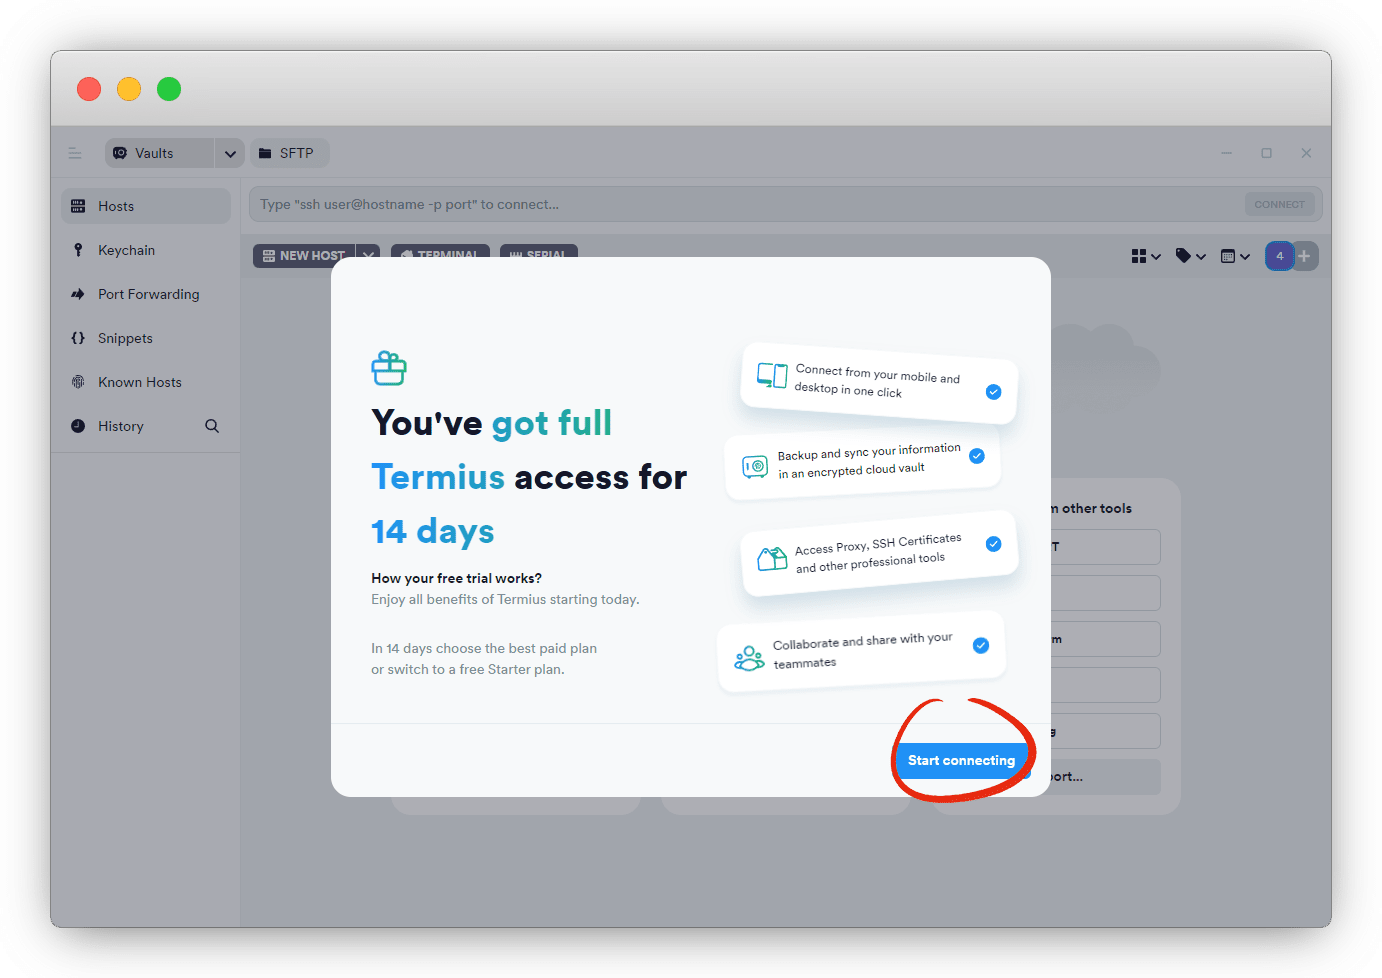 Vaults
SFTP
Hosts
Keychain
Port Forwarding
Snippets
Known Hosts
History
Type "ssh user@hostname -p port" to connect...
CONNECT
NEW HOST
TERMINAL
SERIAL
4
You've got full
Termius access for
14 days
How your free trial works?
Enjoy all benefits of Termius starting today.
In 14 days choose the best paid plan
or switch to a free Starter plan.
Connect from your mobile and
desktop in one click
Backup and sync your information
in an encrypted cloud vault
Access Proxy, SSH Certificates
and other professional tools
Collaborate and share with your
teammates
Start connecting
other tools